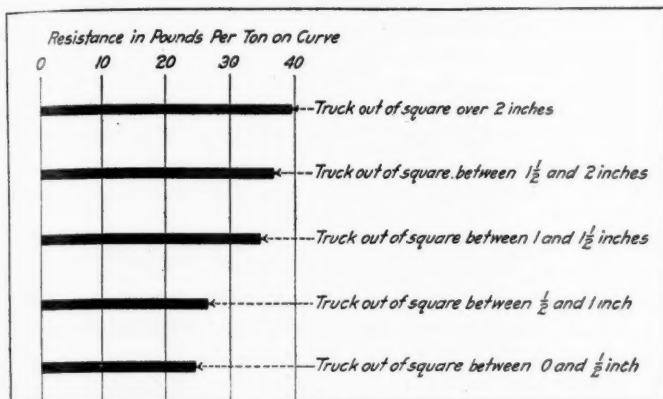 Resistance in Pounds Per Ton on Curve
0 10 20 30 40
Truck out of square over 2 inches
Truck out of square between 1½ and 2 inches
Truck out of square between 1 and 1½ inches
Truck out of square between ½ and 1 inch
Truck out of square between 0 and ½ inch